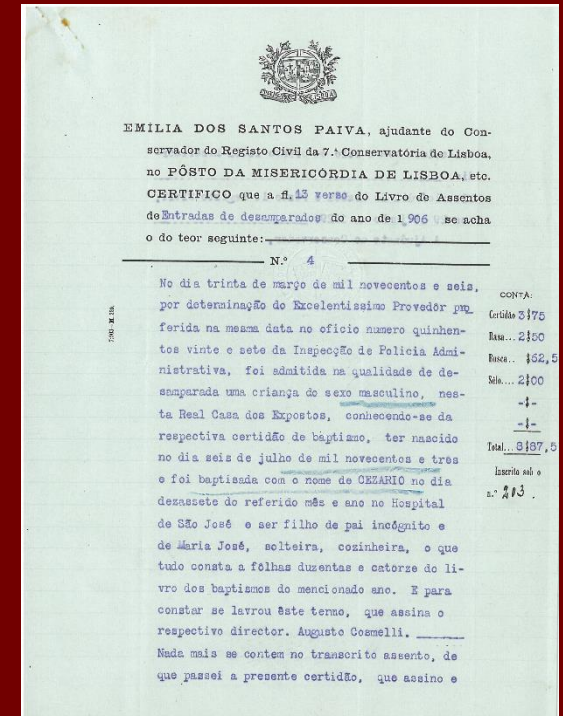 EMÍLIA DOS SANTOS PAIVA, ajudante do Con-
servador do Registo Civil da 7.ª Conservatória de Lisboa,
no PÔSTO DA MISERICÓRDIA DE LISBOA, etc.
CERTIFICO que a fl. 13 verso do Livro de Assentos
de Entradas de desamparados do ano de 1 906 se acha
o do teor seguinte:
N.º 4
No dia trinta de março de mil novecentos e seis,
por determinação do Excelentissimo Provedôr pro
ferida na mesma data no oficio numero quinhen-
tos vinte e sete da Inspecção de Policia Admi-
nistrativa, foi admitida na qualidade de de-
samparada uma criança do sexo masculino, nes-
ta Real Casa dos Expostos, conhecendo-se da
respectiva certidão de baptismo, ter nascido
no dia seis de julho de mil novecentos e tres
e foi baptisada com o nome de CEZARIO no dia
dezassete do referido mês e ano no Hospital
de São José e ser filho de pai incógnito e
de Maria José, solteira, cozinheira, o que
tudo consta a fôlhas duzentas e catorze do li-
vro dos baptismos do mencionado ano. E para
constar se lavrou êste termo, que assina o
respectivo director. Augusto Cosmelli.
Nada mais se contem no transcrito assento, de
que passei a presente certidão, que assino e
CONTA:
Certidão 3$75
Rasa... 2$50
Busca.. $62,5
Sêlo.... 2$00
-$-
-$-
Total... 8$87,5
Inscrito sob o
n.º 213.